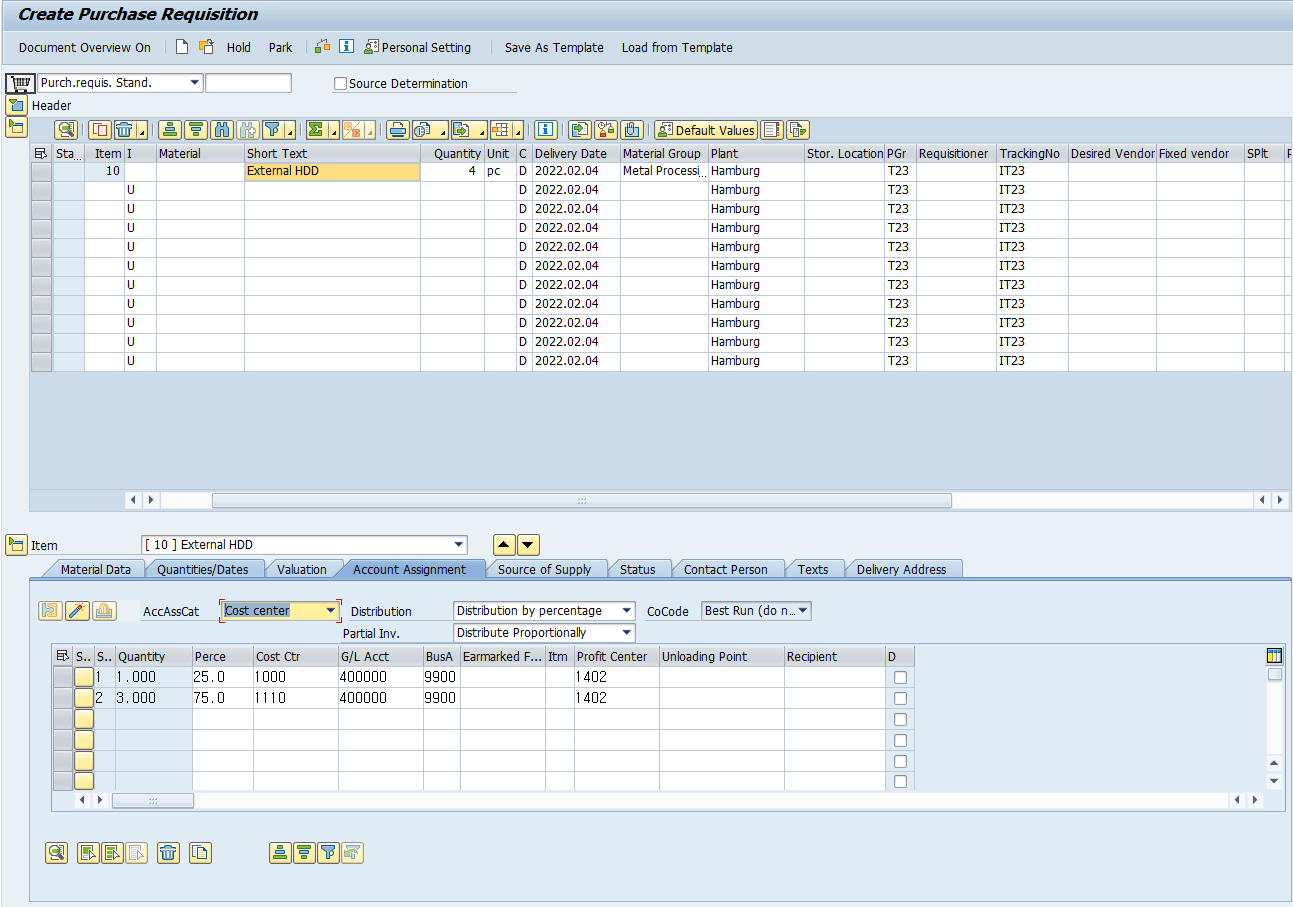 Create Purchase Requisition
Document Overview On Hold Park Personal Setting Save As Template Load from Template
Purch.requis. Stand. Source Determination
Header
Default Values
Sta... Item I Material Short Text Quantity Unit C Delivery Date Material Group Plant Stor. Location PGr Requisitioner TrackingNo Desired Vendor Fixed vendor SPlt
10 External HDD 4 pc D 2022.02.04 Metal Processi... Hamburg T23 IT23
U D 2022.02.04 Hamburg T23 IT23
U D 2022.02.04 Hamburg T23 IT23
U D 2022.02.04 Hamburg T23 IT23
U D 2022.02.04 Hamburg T23 IT23
U D 2022.02.04 Hamburg T23 IT23
U D 2022.02.04 Hamburg T23 IT23
U D 2022.02.04 Hamburg T23 IT23
U D 2022.02.04 Hamburg T23 IT23
U D 2022.02.04 Hamburg T23 IT23
U D 2022.02.04 Hamburg T23 IT23
Item [ 10 ] External HDD
Material Data Quantities/Dates Valuation Account Assignment Source of Supply Status Contact Person Texts Delivery Address
AccAssCat Cost center Distribution Distribution by percentage CoCode Best Run (do n...
Partial Inv. Distribute Proportionally
S.. S.. Quantity Perce Cost Ctr G/L Acct BusA Earmarked F... Itm Profit Center Unloading Point Recipient D
1 1.000 25.0 1000 400000 9900 1402
2 3.000 75.0 1110 400000 9900 1402